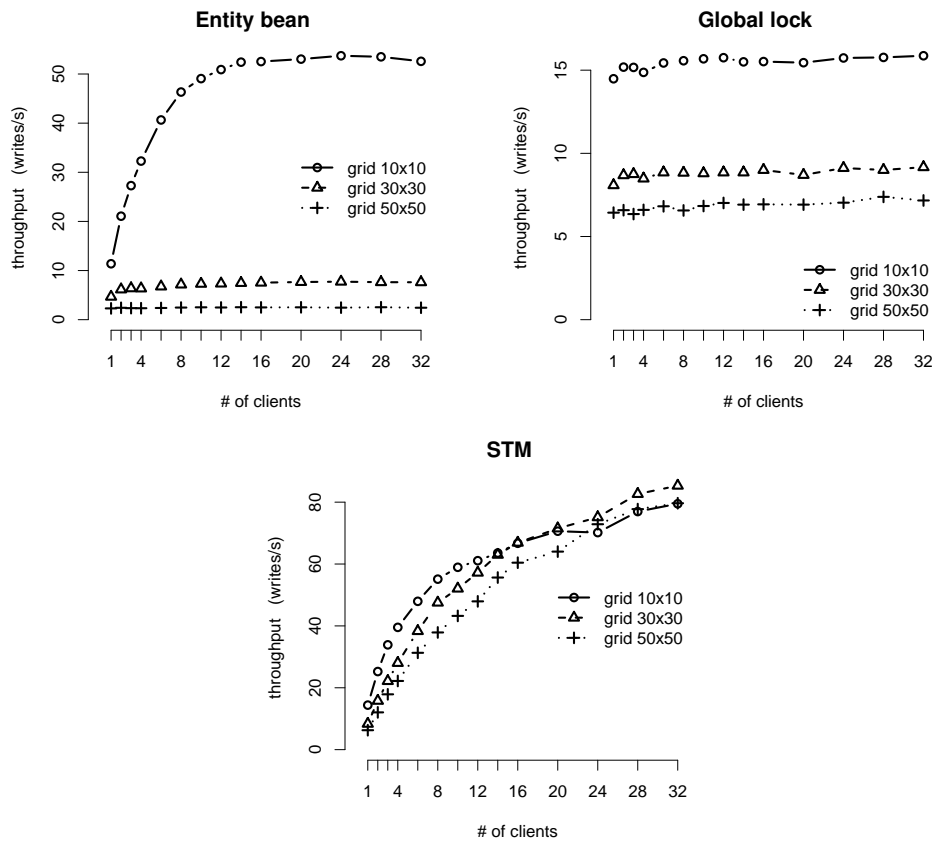 Entity bean
throughput (writes/s)
50
40
30
20
10
0
grid 10x10
grid 30x30
grid 50x50
1 4 8 12 16 20 24 28 32
# of clients
Global lock
throughput (writes/s)
15
10
5
0
grid 10x10
grid 30x30
grid 50x50
1 4 8 12 16 20 24 28 32
# of clients
STM
throughput (writes/s)
80
60
40
20
0
grid 10x10
grid 30x30
grid 50x50
1 4 8 12 16 20 24 28 32
# of clients